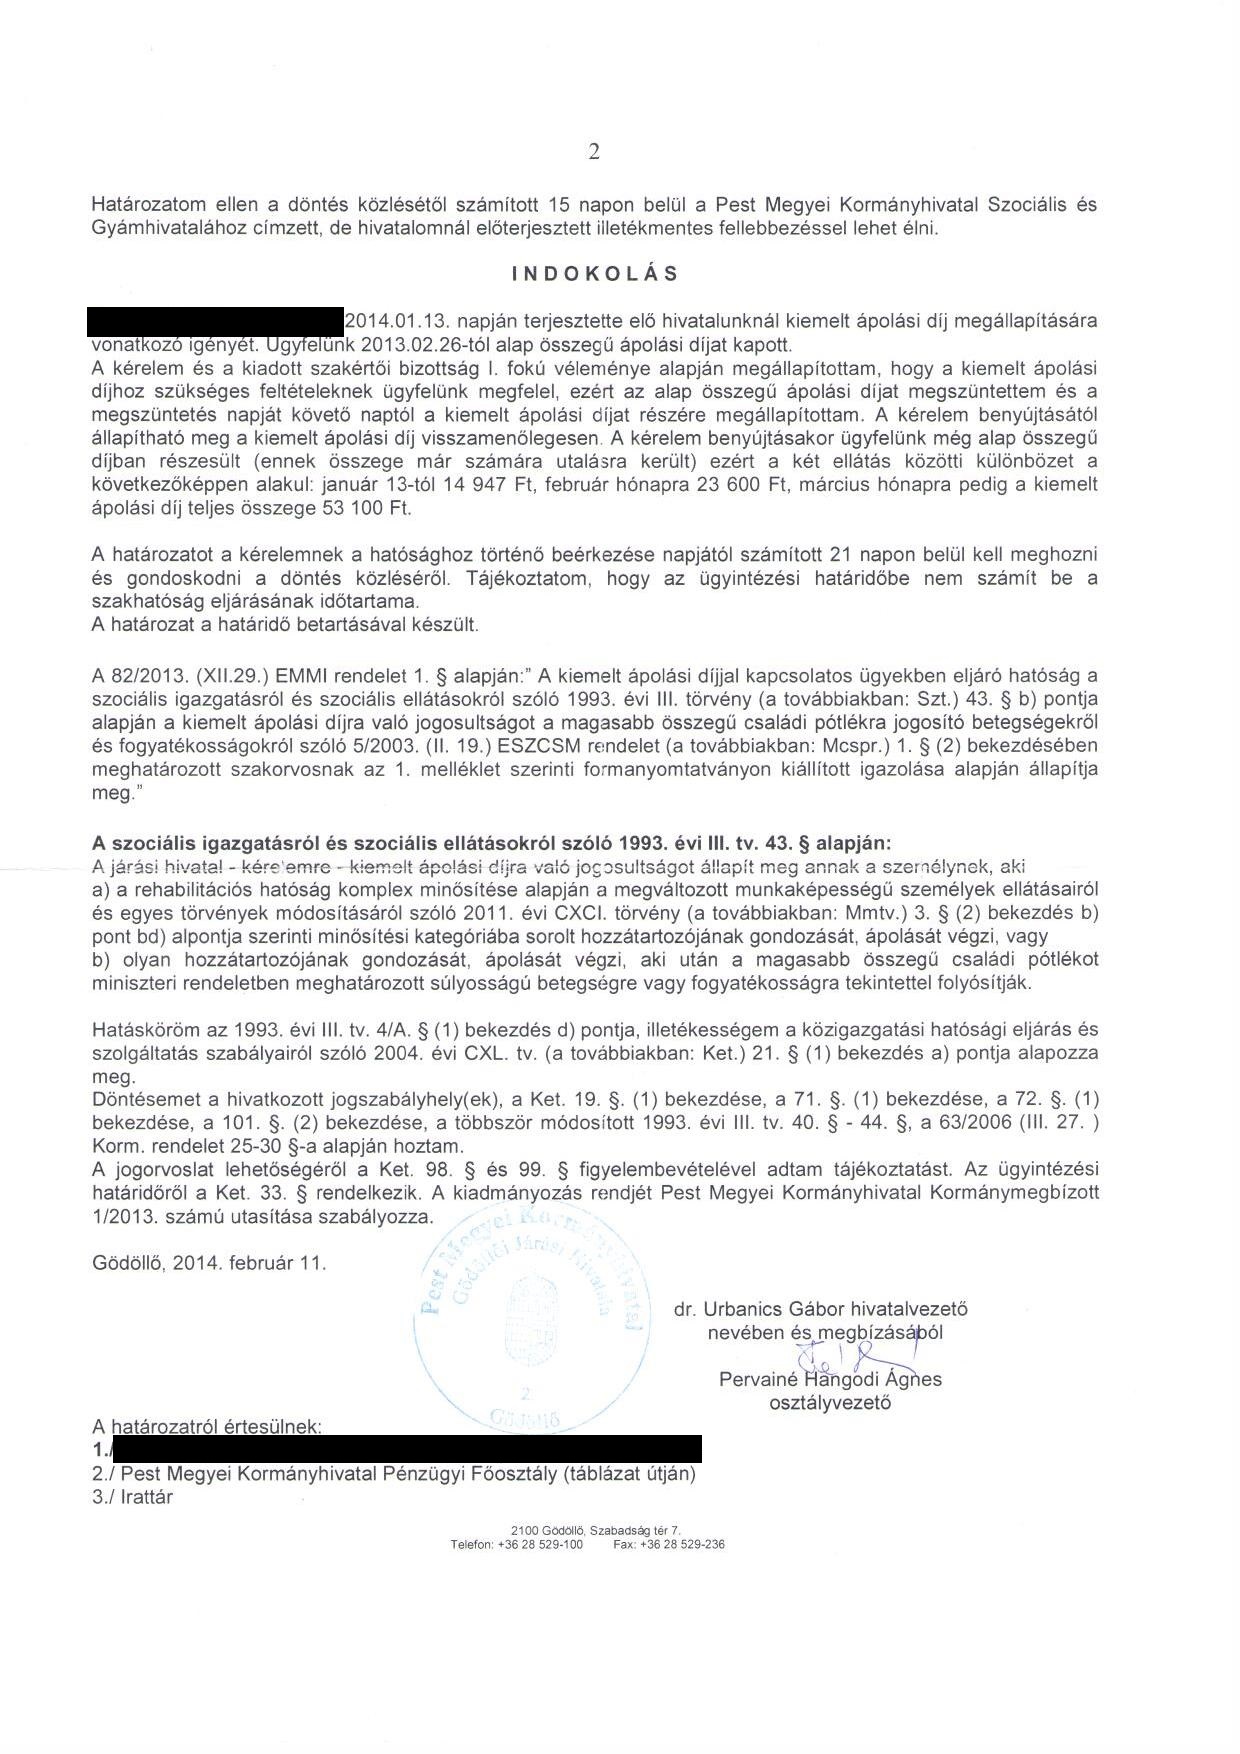 2
Határozatom ellen a döntés közlésétől számított 15 napon belül a Pest Megyei Kormányhivatal Szociális és
Gyámhivatalához címzett, de hivatalomnál előterjesztett illetékmentes fellebbezéssel lehet élni.
INDOKOLÁS
2014.01.13. napján terjesztette elő hivatalunknál kiemelt ápolási díj megállapítására
vonatkozó igényét. Ügyfelünk 2013.02.26-tól alap összegű ápolási díjat kapott.
A kérelem és a kiadott szakértői bizottság I. fokú véleménye alapján megállapítottam, hogy a kiemelt ápolási
díjhoz szükséges feltételeknek ügyfelünk megfelel, ezért az alap összegű ápolási díjat megszüntettem és a
megszüntetés napját követő naptól a kiemelt ápolási díjat részére megállapítottam. A kérelem benyújtásától
állapítható meg a kiemelt ápolási díj visszamenőlegesen. A kérelem benyújtásakor ügyfelünk még alap összegű
díjban részesült (ennek összege már számára utalásra került) ezért a két ellátás közötti különbözet a
következőképpen alakul: január 13-tól 14 947 Ft, február hónapra 23 600 Ft, március hónapra pedig a kiemelt
ápolási díj teljes összege 53 100 Ft.
A határozatot a kérelemnek a hatósághoz történő beérkezése napjától számított 21 napon belül kell meghozni
és gondoskodni a döntés közléséről. Tájékoztatom, hogy az ügyintézési határidőbe nem számít be a
szakhatóság eljárásának időtartama.
A határozat a határidő betartásával készült.
A 82/2013. (XII.29.) EMMI rendelet 1. § alapján:” A kiemelt ápolási díjjal kapcsolatos ügyekben eljáró hatóság a
szociális igazgatásról és szociális ellátásokról szóló 1993. évi III. törvény (a továbbiakban: Szt.) 43. § b) pontja
alapján a kiemelt ápolási díjra való jogosultságot a magasabb összegű családi pótlékra jogosító betegségekről
és fogyatékosságokról szóló 5/2003. (II. 19.) ESZCSM rendelet (a továbbiakban: Mcspr.) 1. § (2) bekezdésében
meghatározott szakorvosnak az 1. melléklet szerinti formanyomtatványon kiállított igazolása alapján állapítja
meg.”
A szociális igazgatásról és szociális ellátásokról szóló 1993. évi III. tv. 43. § alapján:
A járási hivatal - kérelemre - kiemelt ápolási díjra való jogosultságot állapít meg annak a személynek, aki
a) a rehabilitációs hatóság komplex minősítése alapján a megváltozott munkaképességű személyek ellátásairól
és egyes törvények módosításáról szóló 2011. évi CXCI. törvény (a továbbiakban: Mmtv.) 3. § (2) bekezdés b)
pont bd) alpontja szerinti minősítési kategóriába sorolt hozzátartozójának gondozását, ápolását végzi, vagy
b) olyan hozzátartozójának gondozását, ápolását végzi, aki után a magasabb összegű családi pótlékot
miniszteri rendeletben meghatározott súlyosságú betegségre vagy fogyatékosságra tekintettel folyósítják.
Hatásköröm az 1993. évi III. tv. 4/A. § (1) bekezdés d) pontja, illetékességem a közigazgatási hatósági eljárás és
szolgáltatás szabályairól szóló 2004. évi CXL. tv. (a továbbiakban: Ket.) 21. § (1) bekezdés a) pontja alapozza
meg.
Döntésemet a hivatkozott jogszabályhely(ek), a Ket. 19. §. (1) bekezdése, a 71. §. (1) bekezdése, a 72. §. (1)
bekezdése, a 101. §. (2) bekezdése, a többször módosított 1993. évi III. tv. 40. § - 44. §, a 63/2006 (III. 27. )
Korm. rendelet 25-30 §-a alapján hoztam.
A jogorvoslat lehetőségéről a Ket. 98. § és 99. § figyelembevételével adtam tájékoztatást. Az ügyintézési
határidőről a Ket. 33. § rendelkezik. A kiadmányozás rendjét Pest Megyei Kormányhivatal Kormánymegbízott
1/2013. számú utasítása szabályozza.
Pest Megyei Kormányhivatal
Gödöllői Járási Hivatala
2
Gödöllő
Gödöllő, 2014. február 11.
dr. Urbanics Gábor hivatalvezető
nevében és megbízásából
Pervainé Hangodi Ágnes
osztályvezető
A határozatról értesülnek:
1./
2./ Pest Megyei Kormányhivatal Pénzügyi Főosztály (táblázat útján)
3./ Irattár
2100 Gödöllő, Szabadság tér 7.
Telefon: +36 28 529-100 Fax: +36 28 529-236